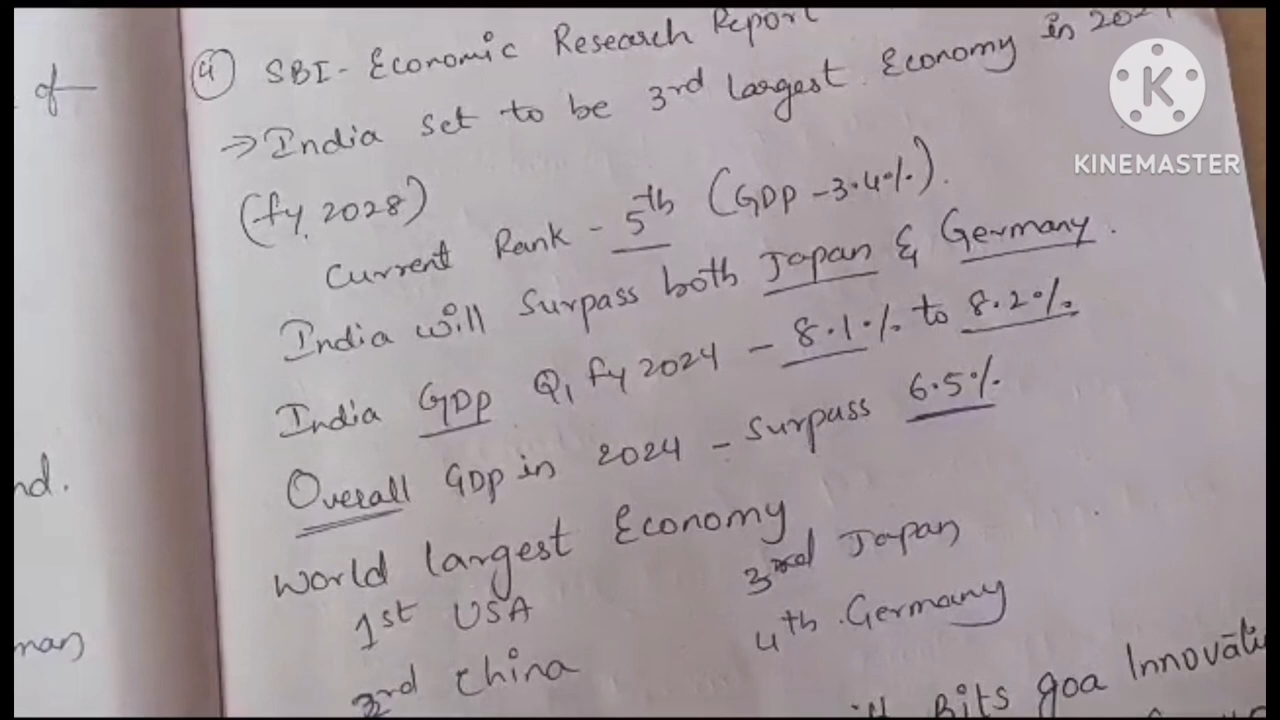 of
(4) SBI - Economic Research Report
→ India set to be 3rd largest Economy in
(fy 2028)
Current Rank - 5th (GDP - 3.4%).
India will surpass both Japan & Germany.
India GDP Q1 fy 2024 - 8.1% to 8.2%
Overall GDP in 2024 - surpass 6.5%
World largest Economy
1st USA
3rd Japan
China
4th Germany
nd.
man
Bits goa Innovati
K
KINEMASTER